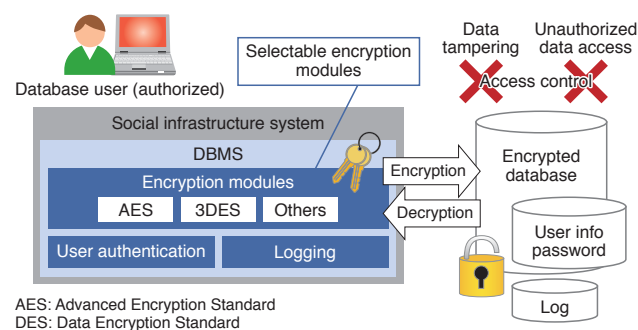 Data
tampering
Unauthorized
data access
Access control
Selectable encryption
modules
Database user (authorized)
Social infrastructure system
DBMS
Encryption modules
AES
3DES
Others
User authentication
Logging
Encryption
Decryption
Encrypted
database
User info
password
Log
AES: Advanced Encryption Standard
DES: Data Encryption Standard